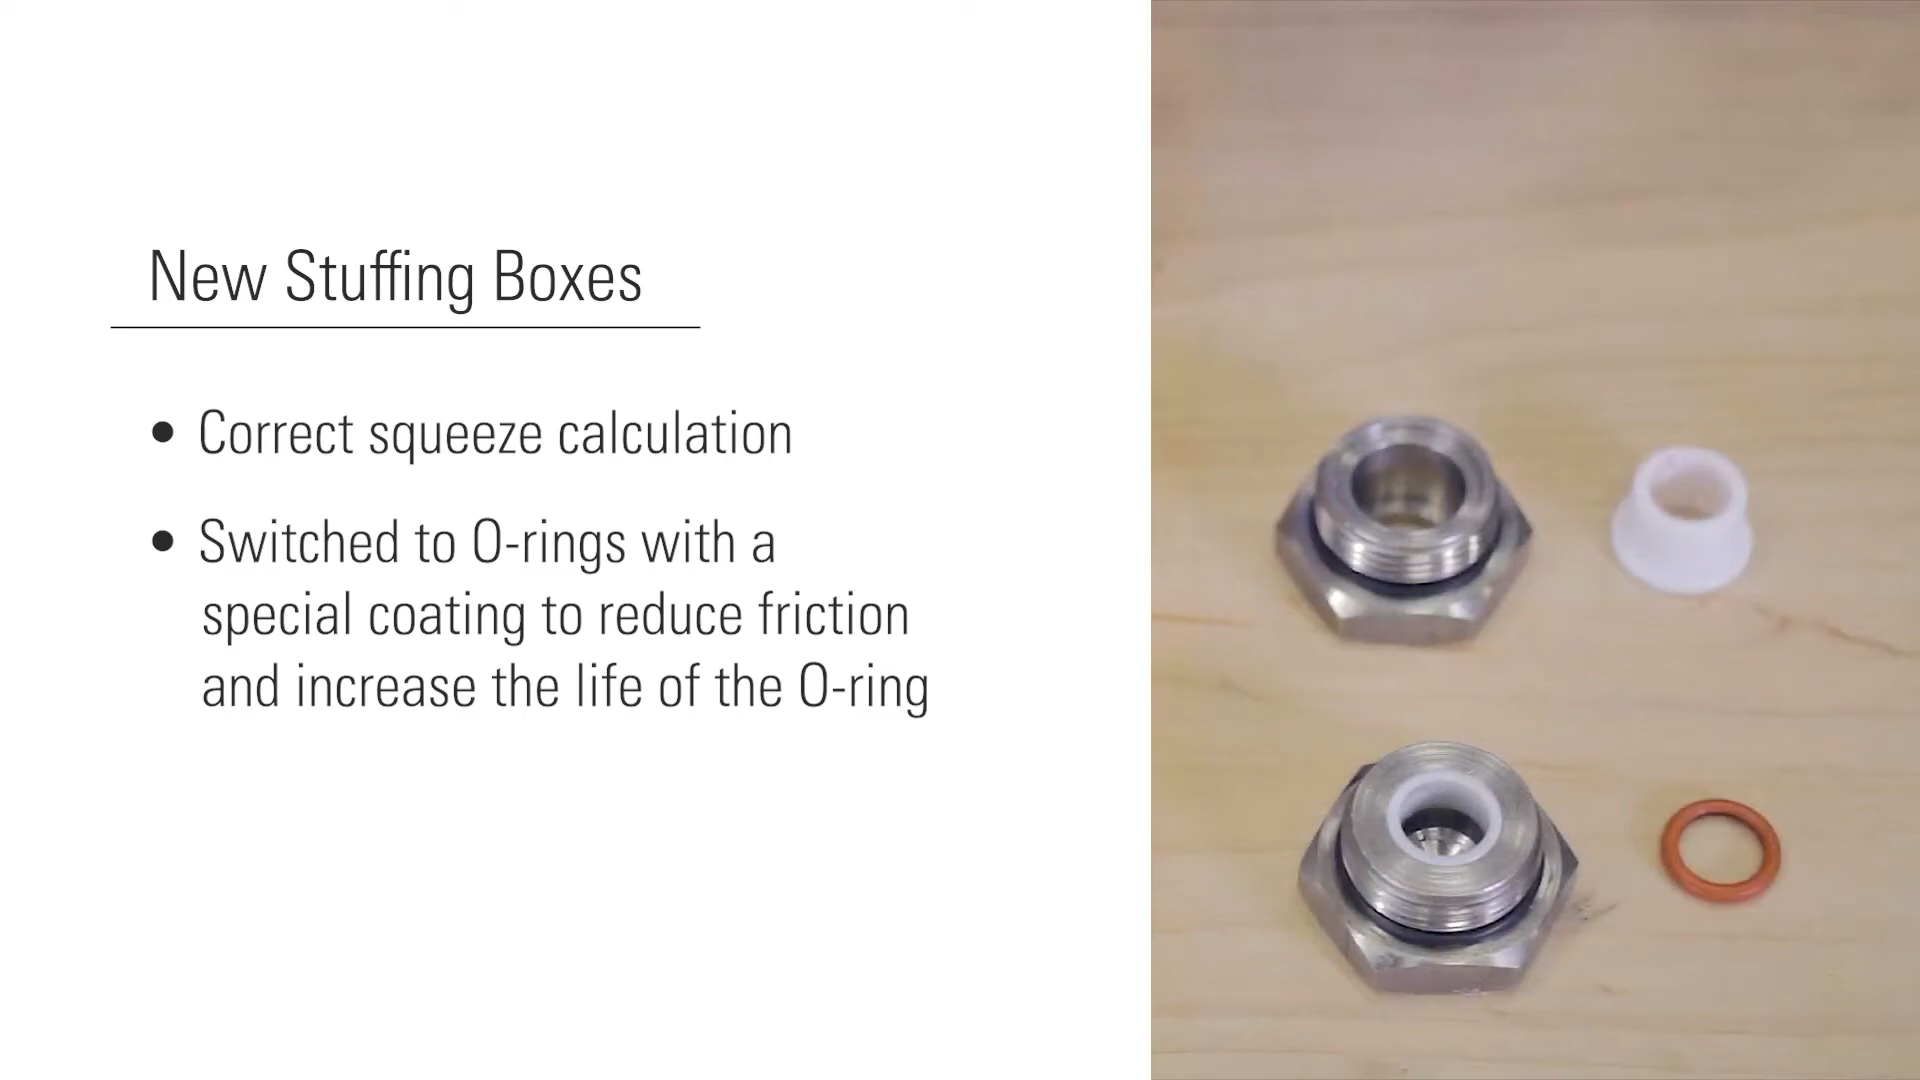 New Stuffing Boxes
• Correct squeeze calculation
• Switched to O-rings with a
special coating to reduce friction
and increase the life of the O-ring